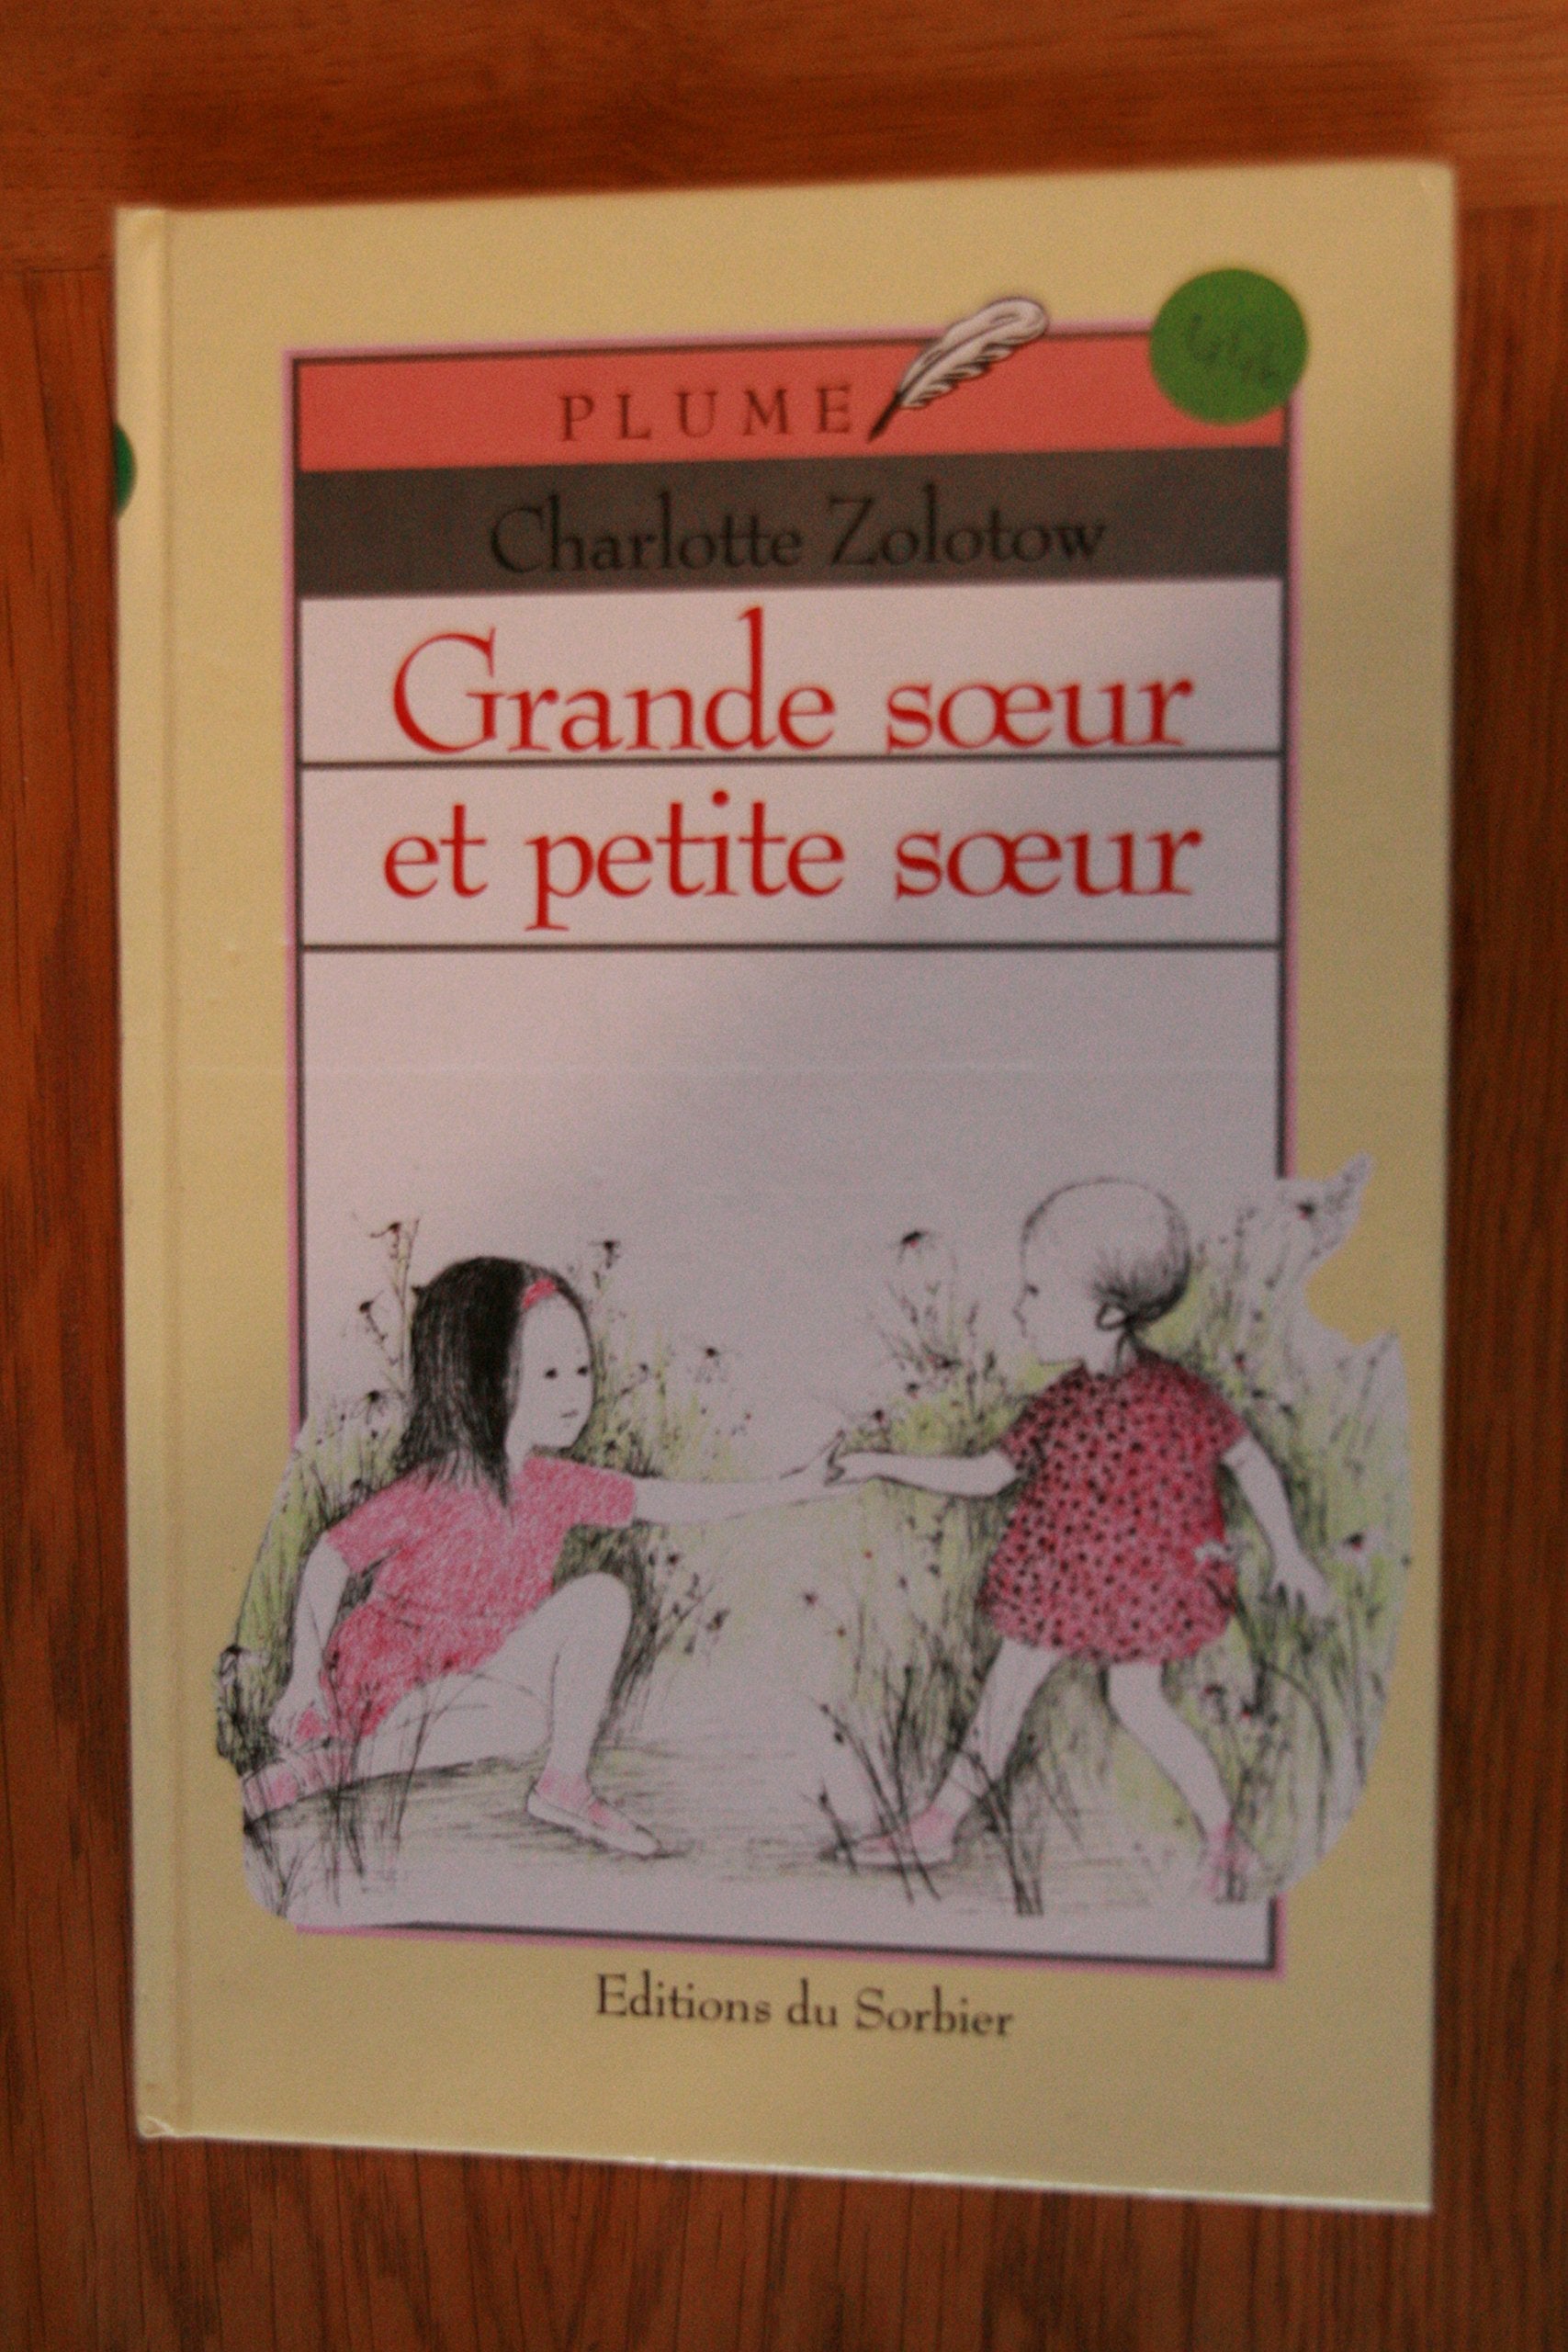 PLUME
Charlotte Zolotow
Grande sœur
et petite sœur
Editions du Sorbier